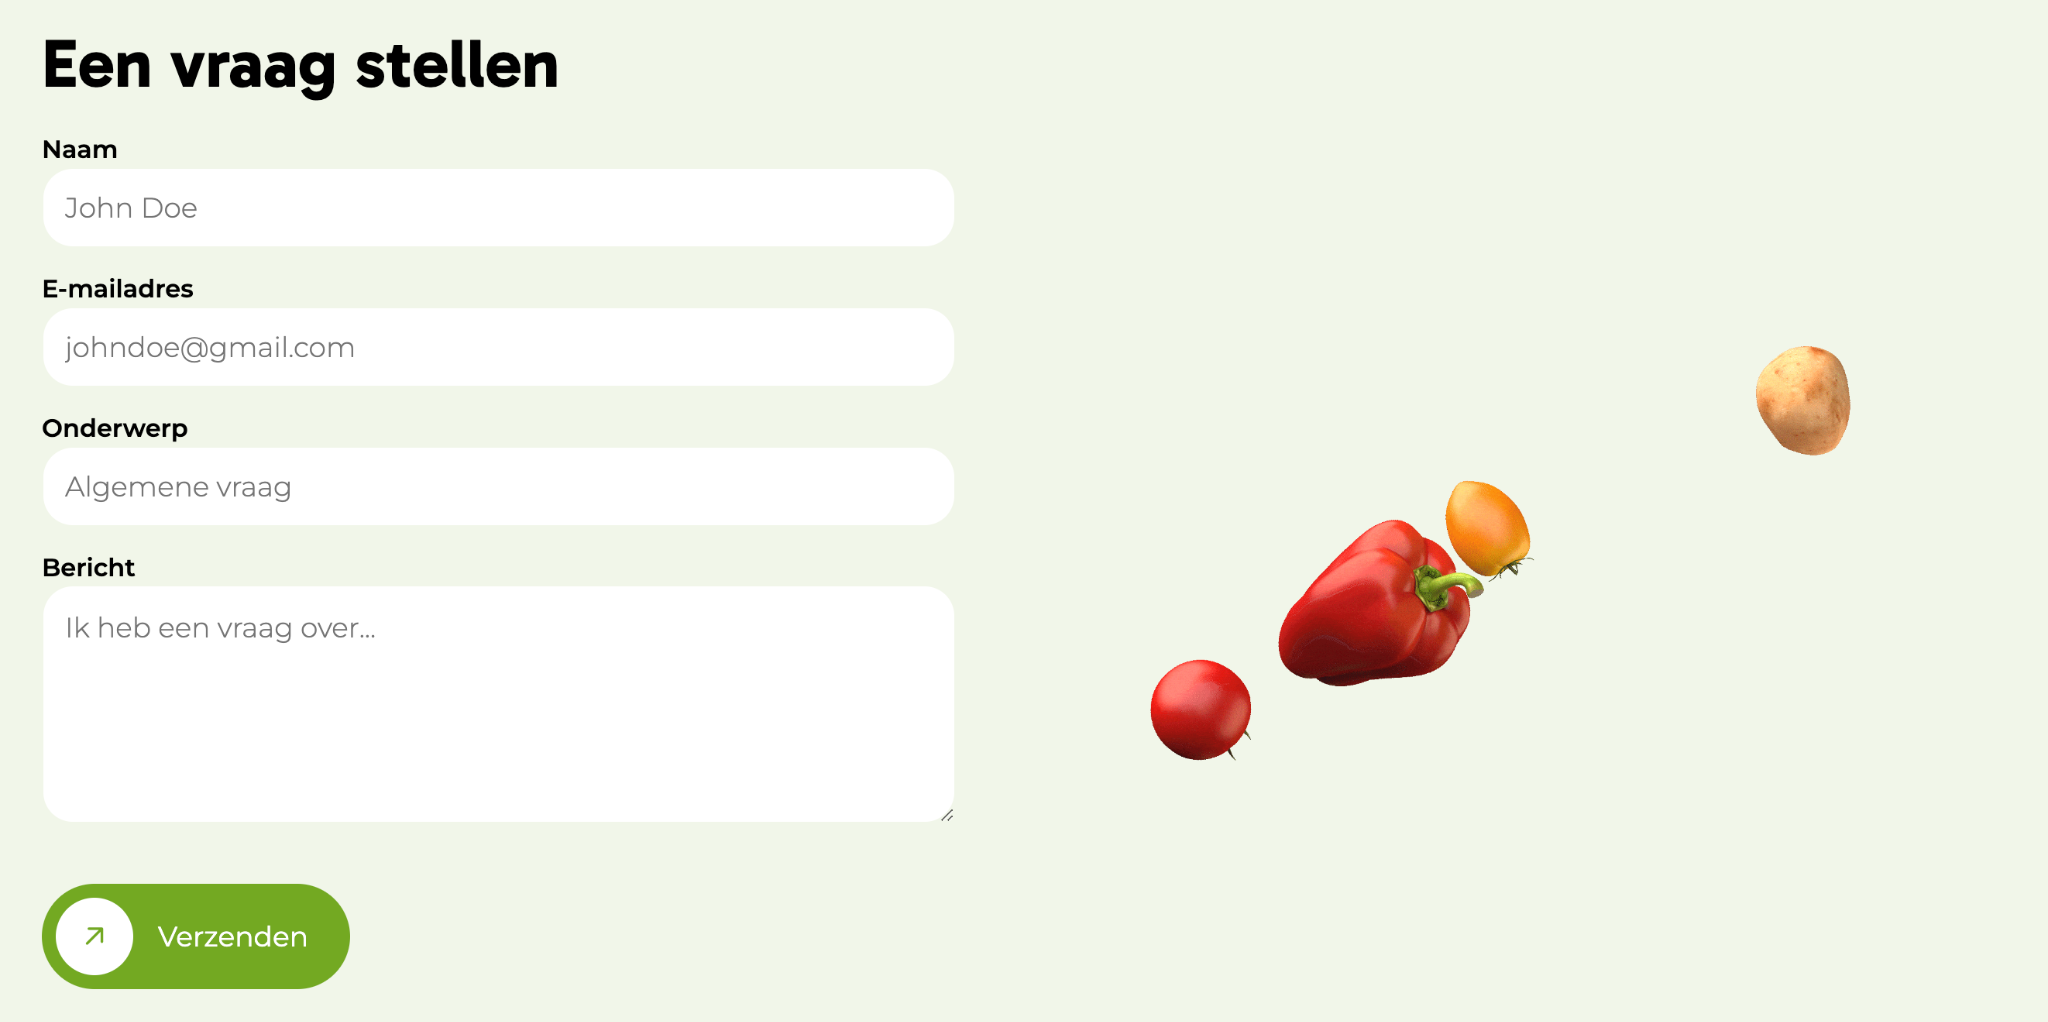 Een vraag stellen
Naam
John Doe
E-mailadres
johndoe@gmail.com
Onderwerp
Algemene vraag
Bericht
Ik heb een vraag over...
Verzenden